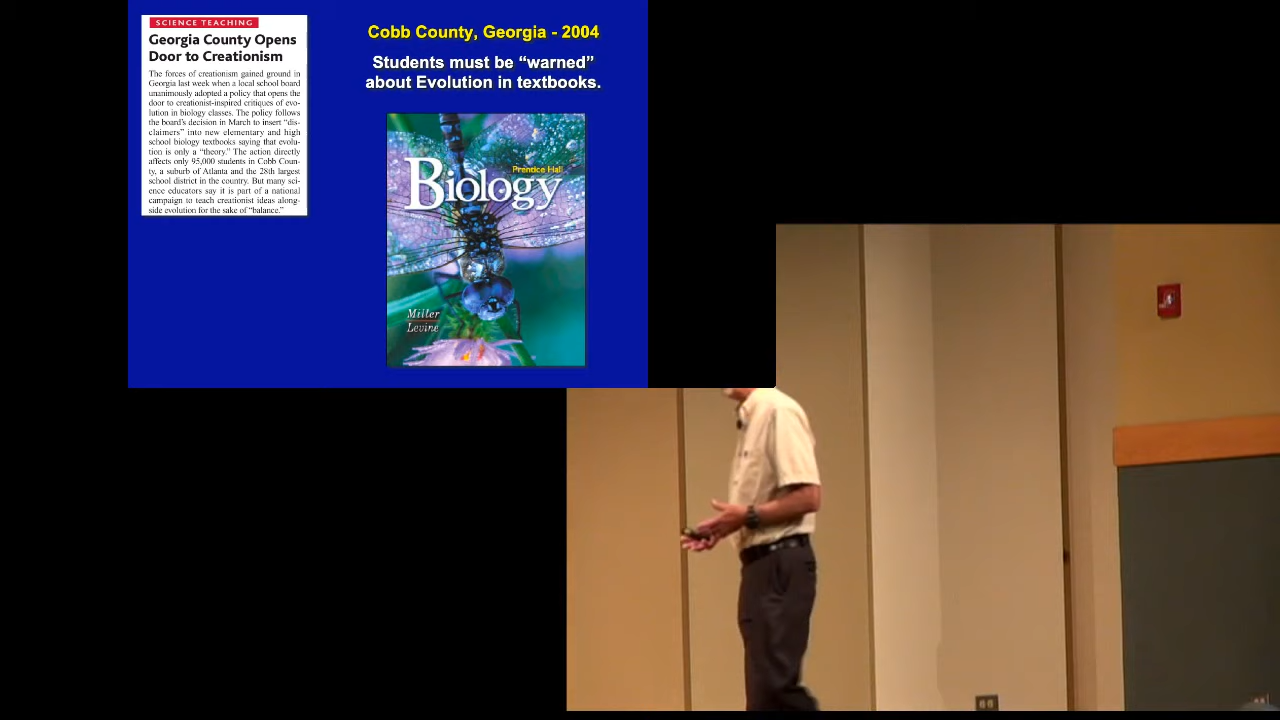 SCIENCE TEACHING
Georgia County Opens
Door to Creationism
The forces of creationism gained ground in
Georgia last week when a local school board
unanimously adopted a policy that opens the
door to creationist-inspired critiques of evo-
lution in biology classes. The policy follows
the board's decision in March to insert “dis-
claimers” into new elementary and high
school biology textbooks saying that evolu-
tion is only a “theory.” The action directly
affects only 95,000 students in Cobb Coun-
ty, a suburb of Atlanta and the 28th largest
school district in the country. But many sci-
ence educators say it is part of a national
campaign to teach creationist ideas along-
side evolution for the sake of “balance.”
Cobb County, Georgia - 2004
Students must be “warned”
about Evolution in textbooks.
Prentice Hall
Biology
Miller
Levine